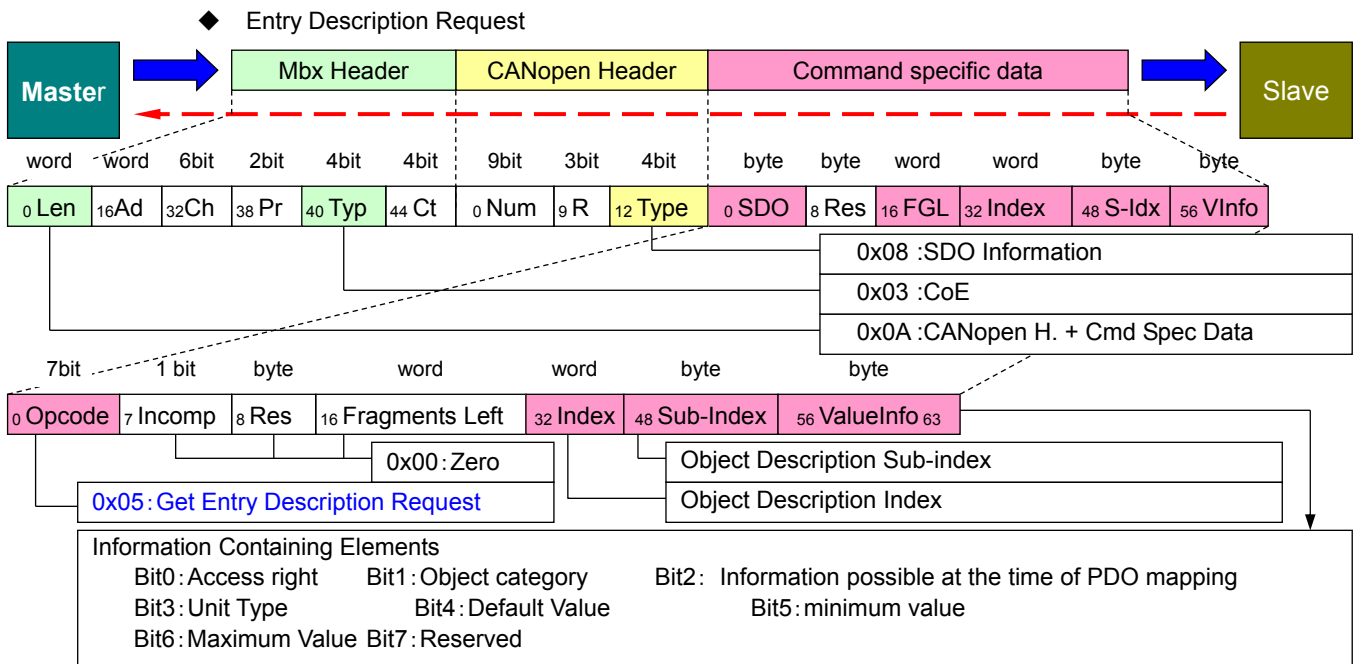 ◆ Entry Description Request
Master Mbx Header CANopen Header Command specific data Slave
word word 6bit 2bit 4bit 4bit 9bit 3bit 4bit byte byte word word byte byte
0 Len 16Ad 32Ch 38 Pr 40 Typ 44 Ct 0 Num 9 R 12 Type 0 SDO 8 Res 16 FGL 32 Index 48 S-Idx 56 VInfo
0x08 :SDO Information
0x03 :CoE
0x0A :CANopen H. + Cmd Spec Data
7bit 1 bit byte word word byte byte
0 Opcode 7 Incomp 8 Res 16 Fragments Left 32 Index 48 Sub-Index 56 ValueInfo 63
0x00：Zero Object Description Sub-index
0x05：Get Entry Description Request Object Description Index
Information Containing Elements
Bit0：Access right Bit1：Object category Bit2： Information possible at the time of PDO mapping
Bit3：Unit Type Bit4：Default Value Bit5：minimum value
Bit6：Maximum Value Bit7：Reserved